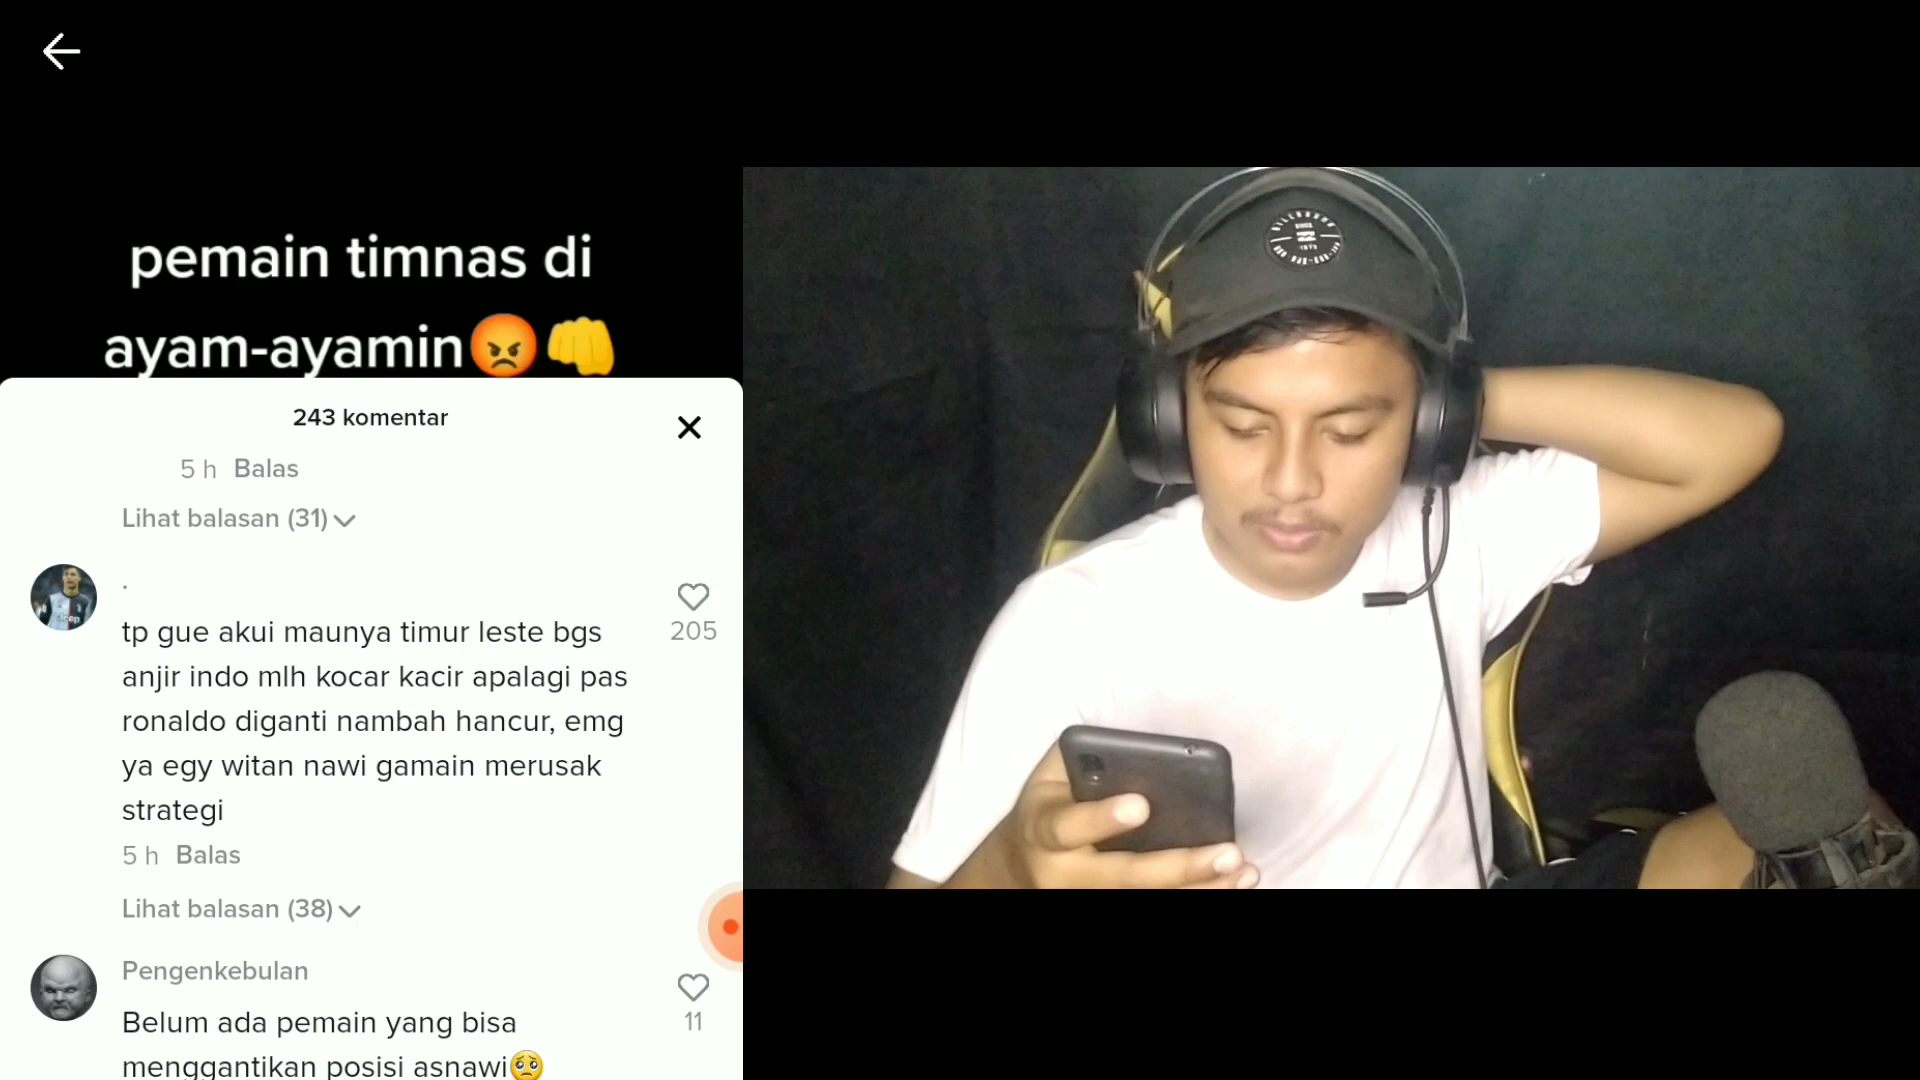 pemain timnas di
ayam-ayamin😡👊
243 komentar
5 h Balas
Lihat balasan (31)
.
tp gue akui maunya timur leste bgs
anjir indo mlh kocar kacir apalagi pas
ronaldo diganti nambah hancur, emg
ya egy witan nawi gamain merusak
strategi
5 h Balas
205
Lihat balasan (38)
Pengenkebulan
Belum ada pemain yang bisa
menggantikan posisi asnawi🥺
11
BILLABONG
Jeep